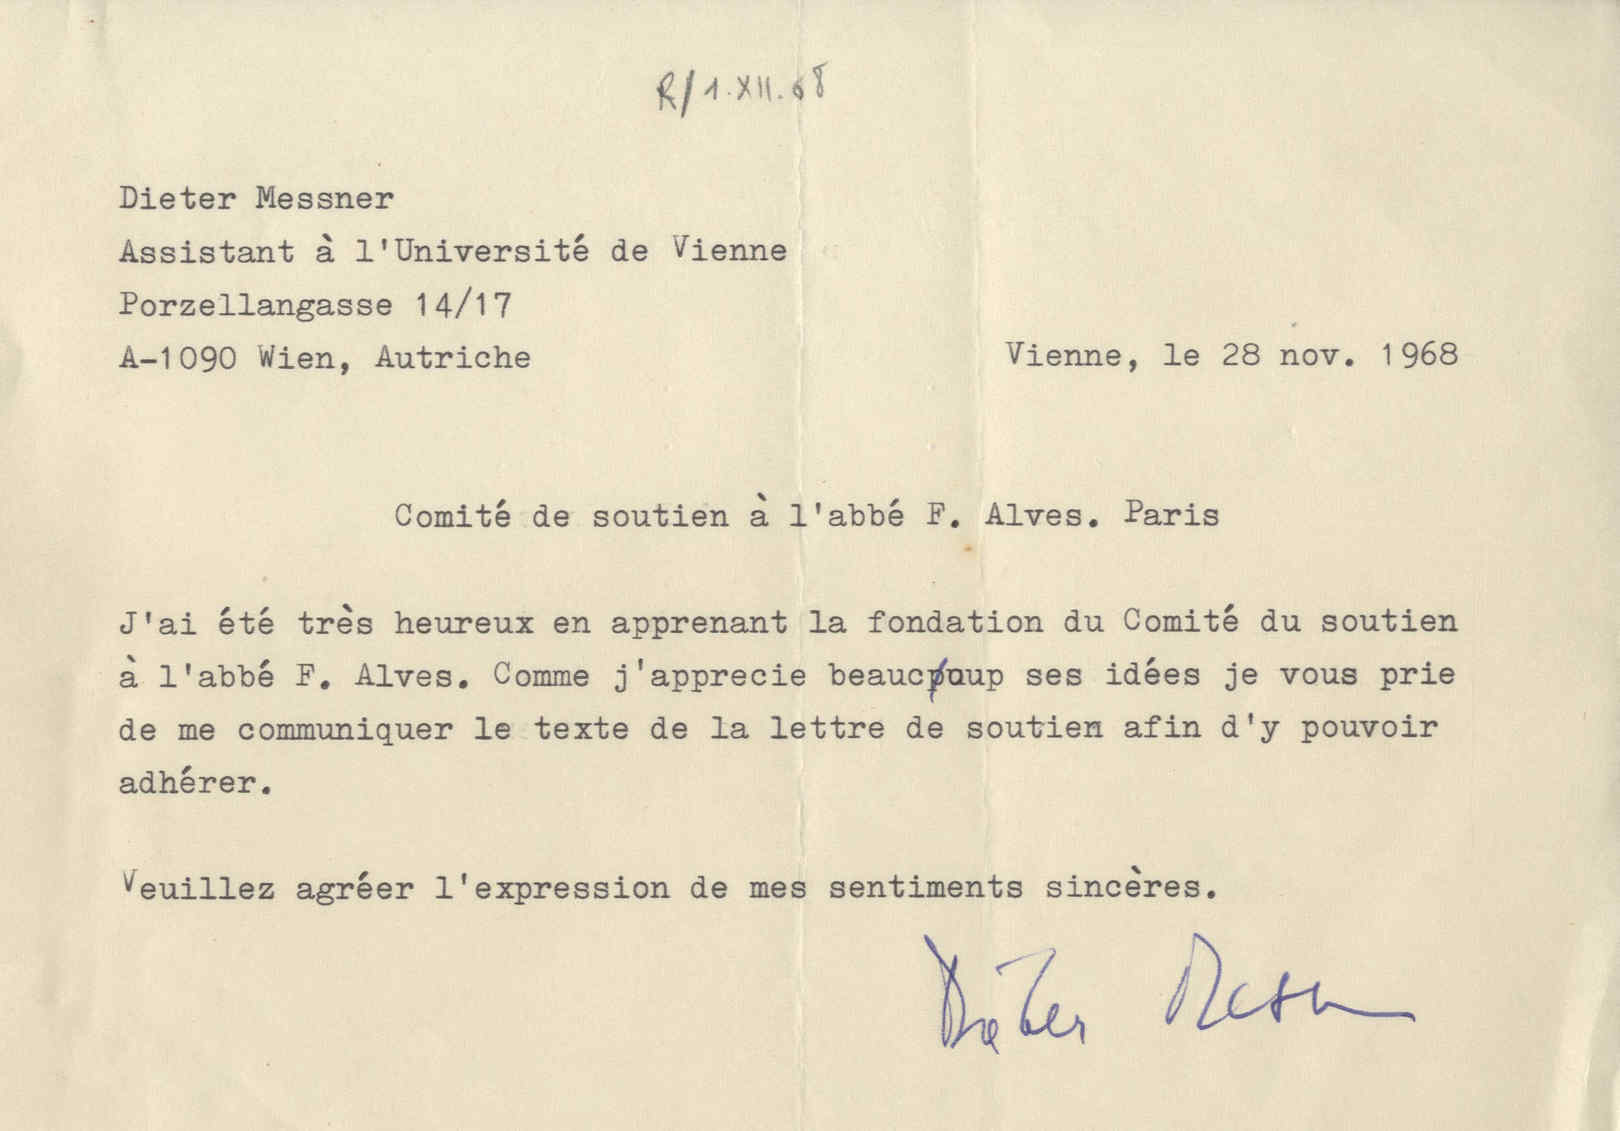 R/1.XII.68
Dieter Messner
Assistant à l'Université de Vienne
Porzellangasse 14/17
A-1090 Wien, Autriche
Vienne, le 28 nov. 1968
Comité de soutien à l'abbé F. Alves. Paris
J'ai été très heureux en apprenant la fondation du Comité du soutien
à l'abbé F. Alves. Comme j'apprecie beaucoup ses idées je vous prie
de me communiquer le texte de la lettre de soutien afin d'y pouvoir
adhérer.
Veuillez agréer l'expression de mes sentiments sincères.
Dieter Messner